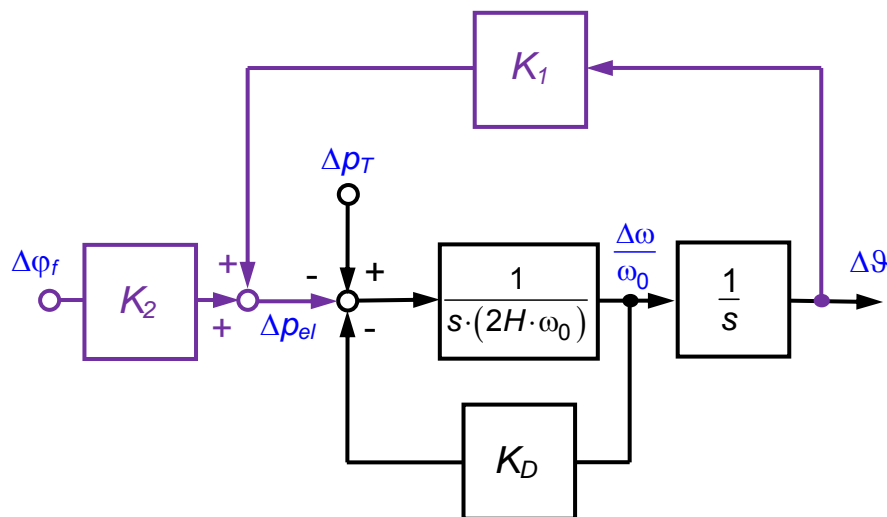 K₁
Δp_T
Δφ_f
K₂
+
+
Δp_el
-
+
-
1
s·(2H·ω₀)
Δω
ω₀
1
s
Δϑ
K_D